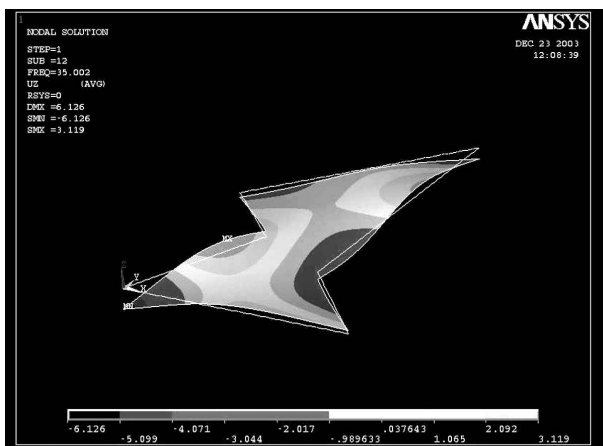 1
ANSYS
NODAL SOLUTION
DEC 23 2003
12:08:39
STEP=1
SUB =12
FREQ=35.002
UZ (AVG)
RSYS=0
DMX =6.126
SMN =-6.126
SMX =3.119
MX
Z
Y
X
MN
-6.126 -4.071 -2.017 .037643 2.092
-5.099 -3.044 -.989633 1.065 3.119